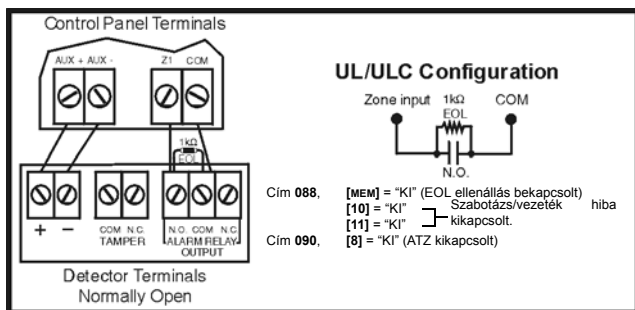 Control Panel Terminals
AUX + AUX - Z1 COM
1kΩ
EOL
+ - COM N.C. N.O. COM N.C.
TAMPER ALARM RELAY
OUTPUT
Detector Terminals
Normally Open
UL/ULC Configuration
Zone input 1kΩ COM
EOL
N.O.
Cím 088, [MEM] = “KI” (EOL ellenállás bekapcsolt)
[10] = “KI” Szabotázs/vezeték hiba
[11] = “KI” kikapcsolt.
Cím 090, [8] = “KI” (ATZ kikapcsolt)